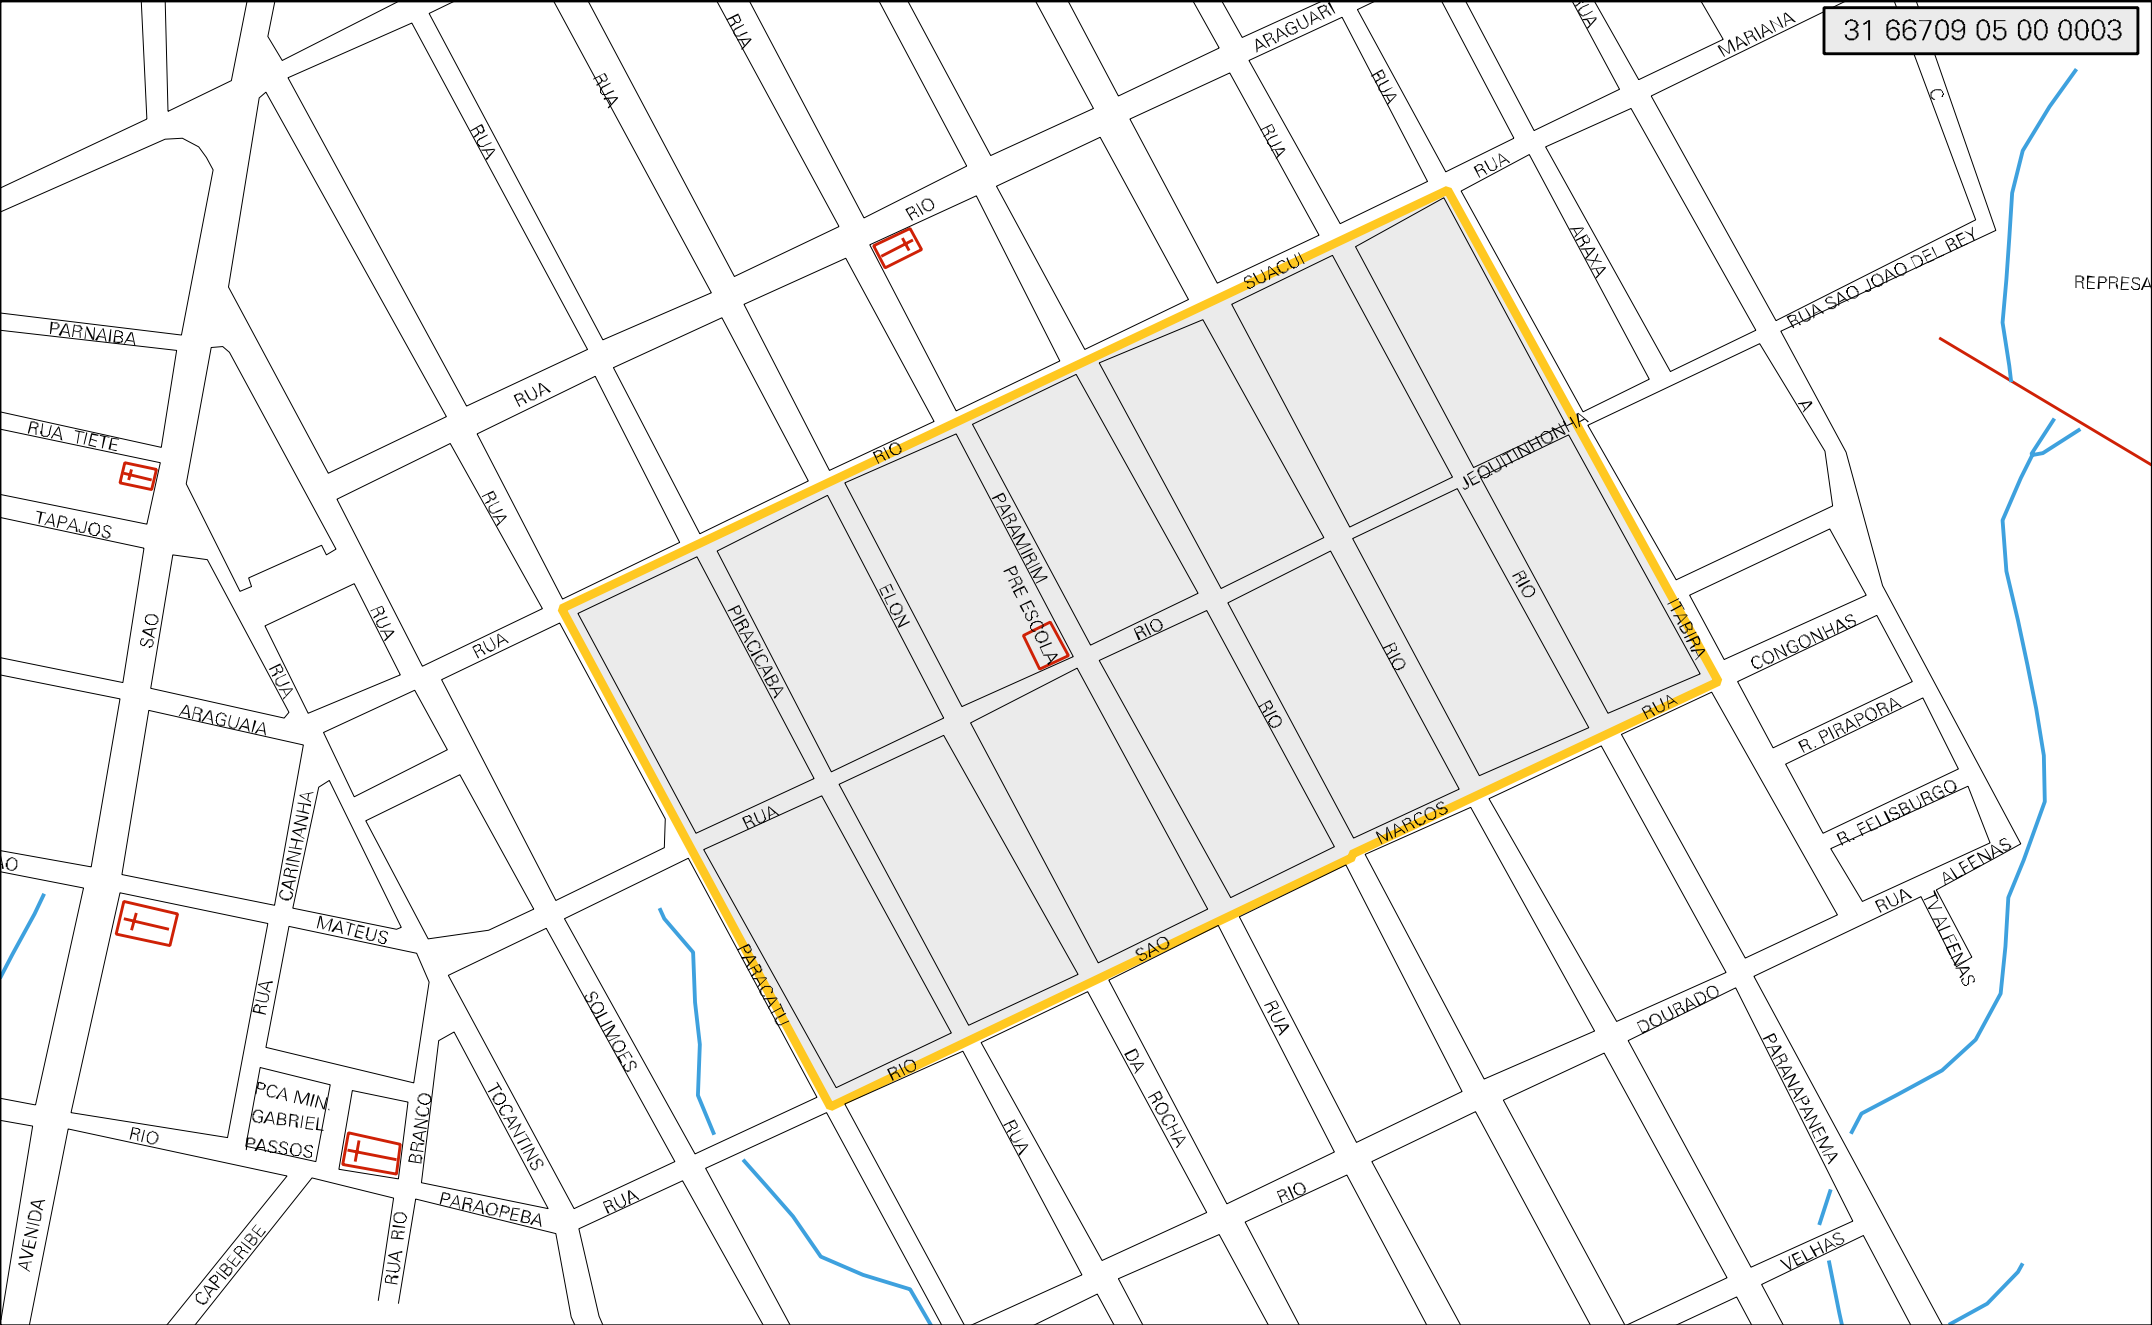 31 66709 05 00 0003
RUA
RUA
ARAGUARI
MARIANA
RUA
RUA
C
RUA
RUA
RUA
RIO
ARAXA
RUA SAO JOAO DEL REY
SUACUI
REPRESA
PARNAIBA
RUA
RUA TIETE
RIO
A
JEQUITINHONHA
TAPAJOS
RUA
PARAMIRIM
PRE ESCOLA
ELON
RIO
RIO
ITABIRA
SAO
RUA
RUA
PIRACICABA
RIO
CONGONHAS
RUA
ARAGUAIA
RIO
RUA
R. PIRAPORA
CARINHANHA
RUA
MARCOS
R. FELISBURGO
AO
ALFENAS
RUA
TV ALFENAS
MATEUS
SAO
PARACATU
RUA
SOLIMOES
RUA
DOURADO
RIO
DA ROCHA
PARANAPANEMA
PCA MIN.
GABRIEL
PASSOS
RIO
BRANCO
TOCANTINS
RUA
PARAOPEBA
RUA
RIO
AVENIDA
CAPIBERIBE
RUA RIO
VELHAS